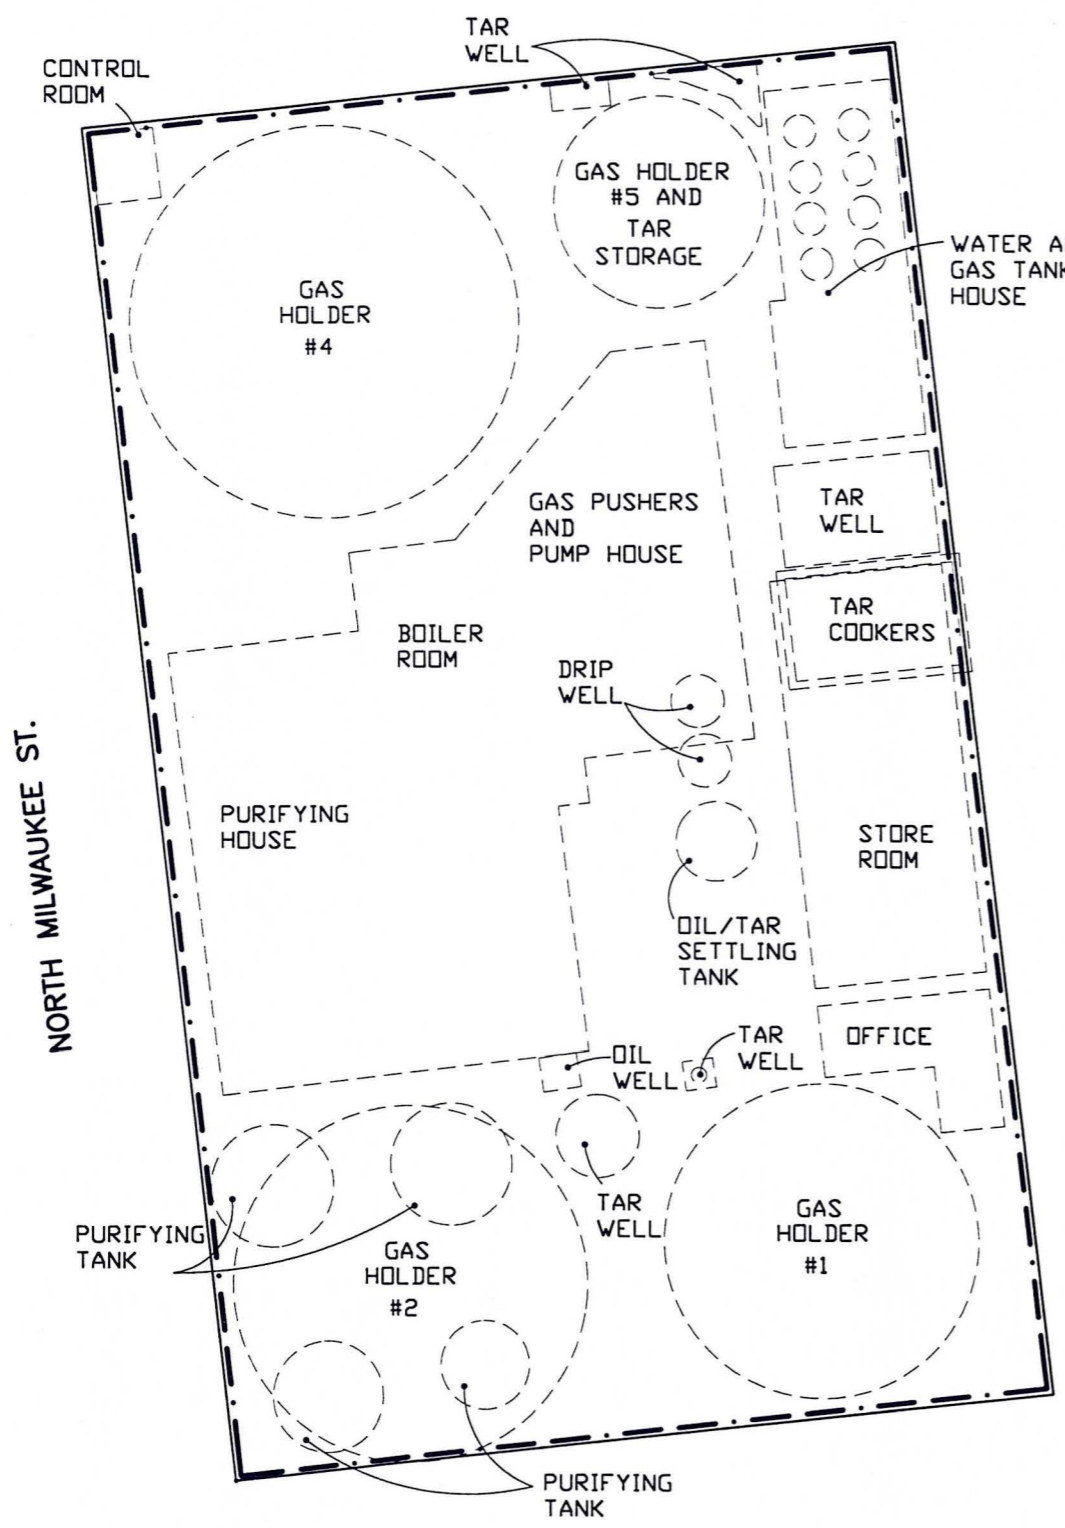 TAR
WELL
CONTROL
ROOM
GAS HOLDER
#5 AND
TAR
STORAGE
WATER A
GAS TANK
HOUSE
GAS
HOLDER
#4
GAS PUSHERS
AND
PUMP HOUSE
TAR
WELL
TAR
COOKERS
BOILER
ROOM
DRIP
WELL
NORTH MILWAUKEE ST.
PURIFYING
HOUSE
STORE
ROOM
OIL/TAR
SETTLING
TANK
OFFICE
OIL
WELL
TAR
WELL
TAR
WELL
GAS
HOLDER
#1
PURIFYING
TANK
GAS
HOLDER
#2
PURIFYING
TANK